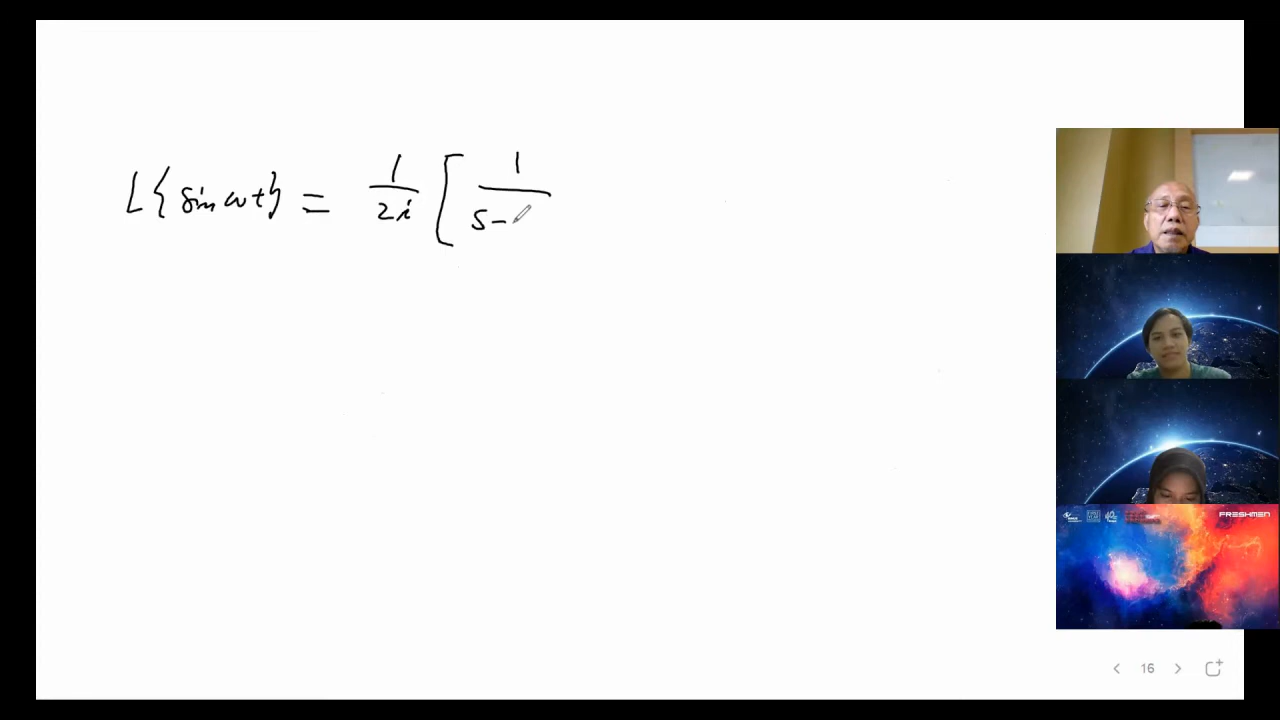 L{sin ωt} = 1/2i [ 1/s-
FRESHMEN
16